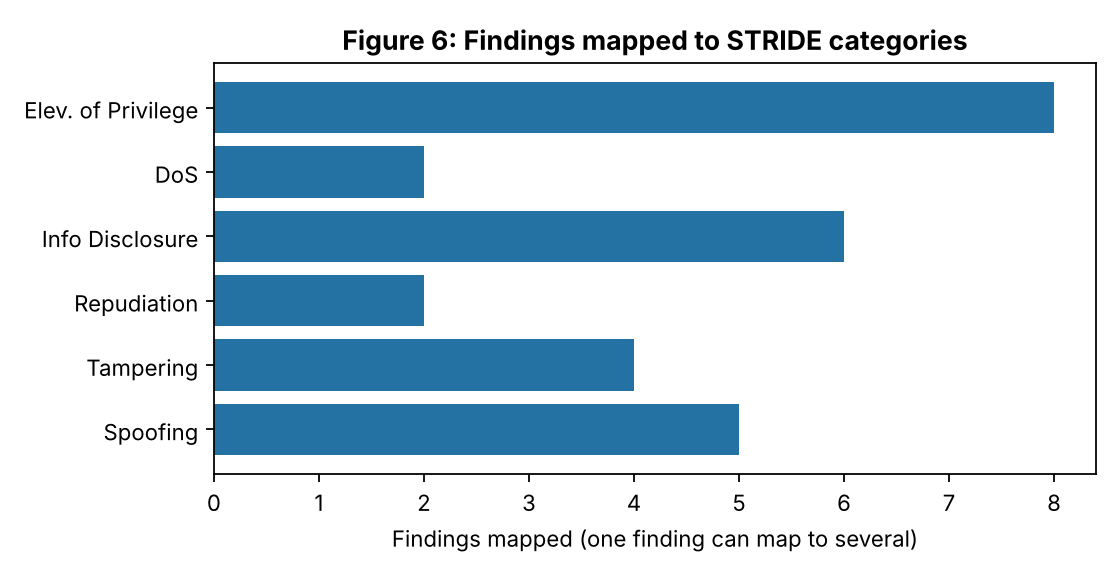 Figure 6: Findings mapped to STRIDE categories
Elev. of Privilege
DoS
Info Disclosure
Repudiation
Tampering
Spoofing
0 1 2 3 4 5 6 7 8
Findings mapped (one finding can map to several)